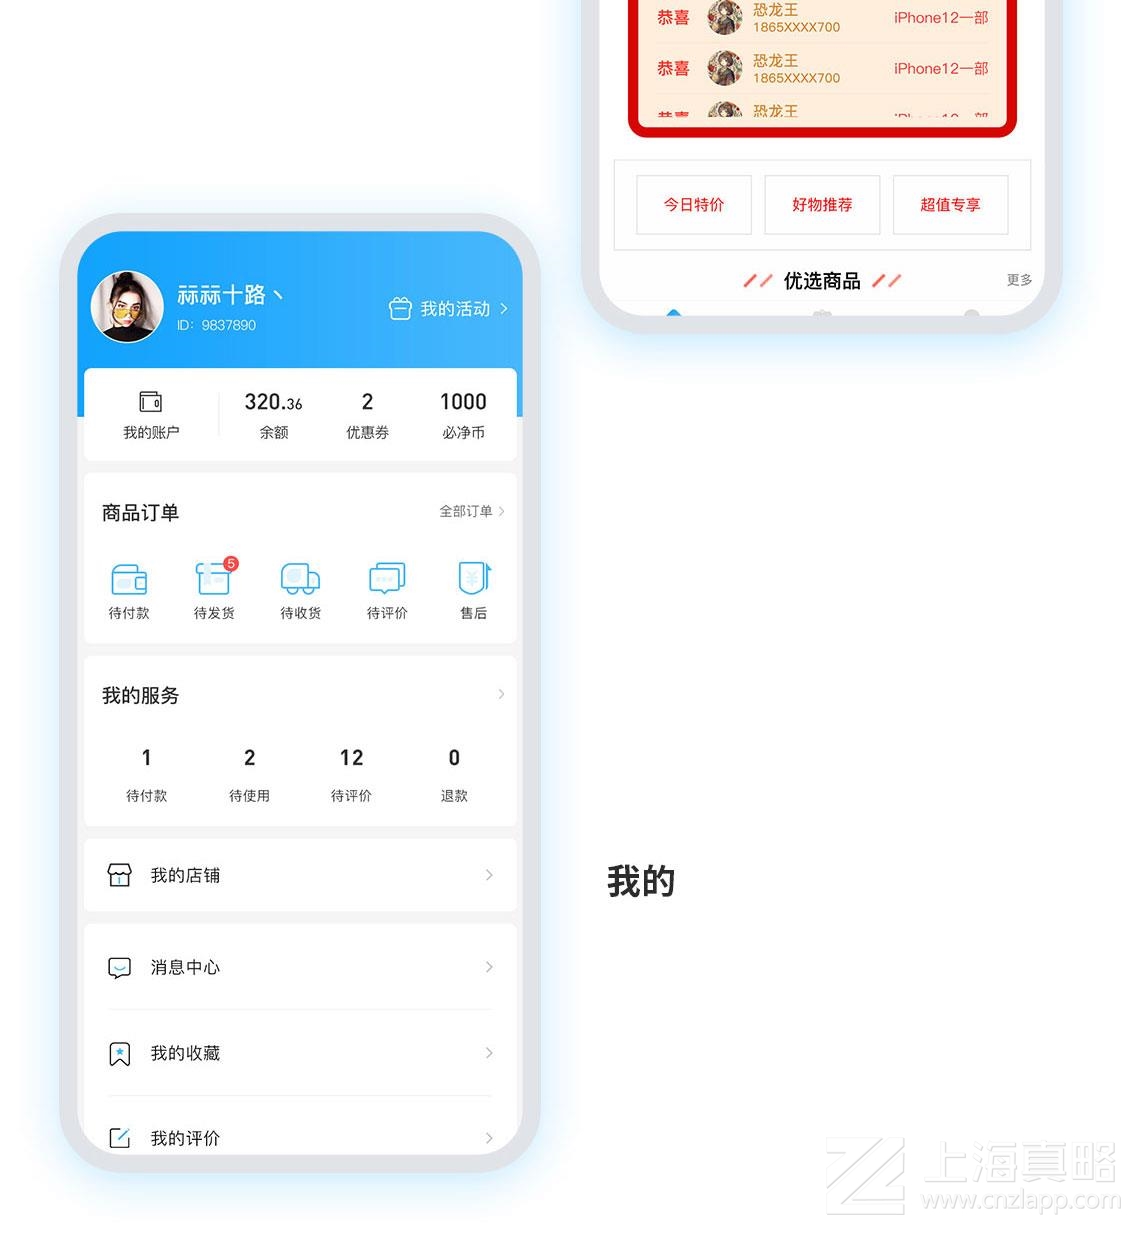 恭喜 恐龙王 iPhone12一部
1865XXXX700
恭喜 恐龙王 iPhone12一部
1865XXXX700
恐龙王
今日特价 好物推荐 超值专享
优选商品 更多
祘祘十路丶
ID: 9837890
我的活动
320.36 2 1000
我的账户 余额 优惠券 必净币
商品订单 全部订单
5
待付款 待发货 待收货 待评价 售后
我的服务
1 2 12 0
待付款 待使用 待评价 退款
我的店铺
我的
消息中心
我的收藏
我的评价
上海真略
www.cnzlapp.com